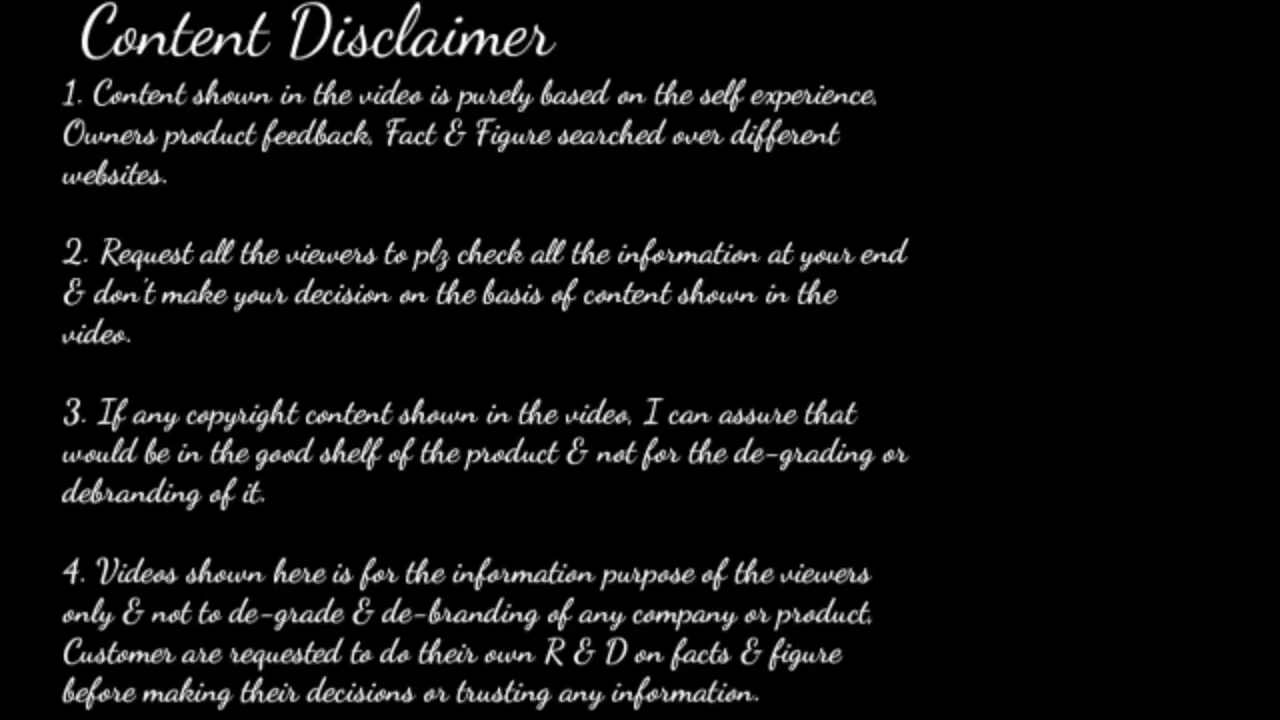 Content Disclaimer
1. Content shown in the video is purely based on the self experience,
Owners product feedback, Fact & Figure searched over different
websites.
2. Request all the viewers to plz check all the information at your end
& don't make your decision on the basis of content shown in the
video.
3. If any copyright content shown in the video, I can assure that
would be in the good shelf of the product & not for the de-grading or
debranding of it.
4. Videos shown here is for the information purpose of the viewers
only & not to de-grade & de-branding of any company or product,
Customer are requested to do their own R & D on facts & figure
before making their decisions or trusting any information.